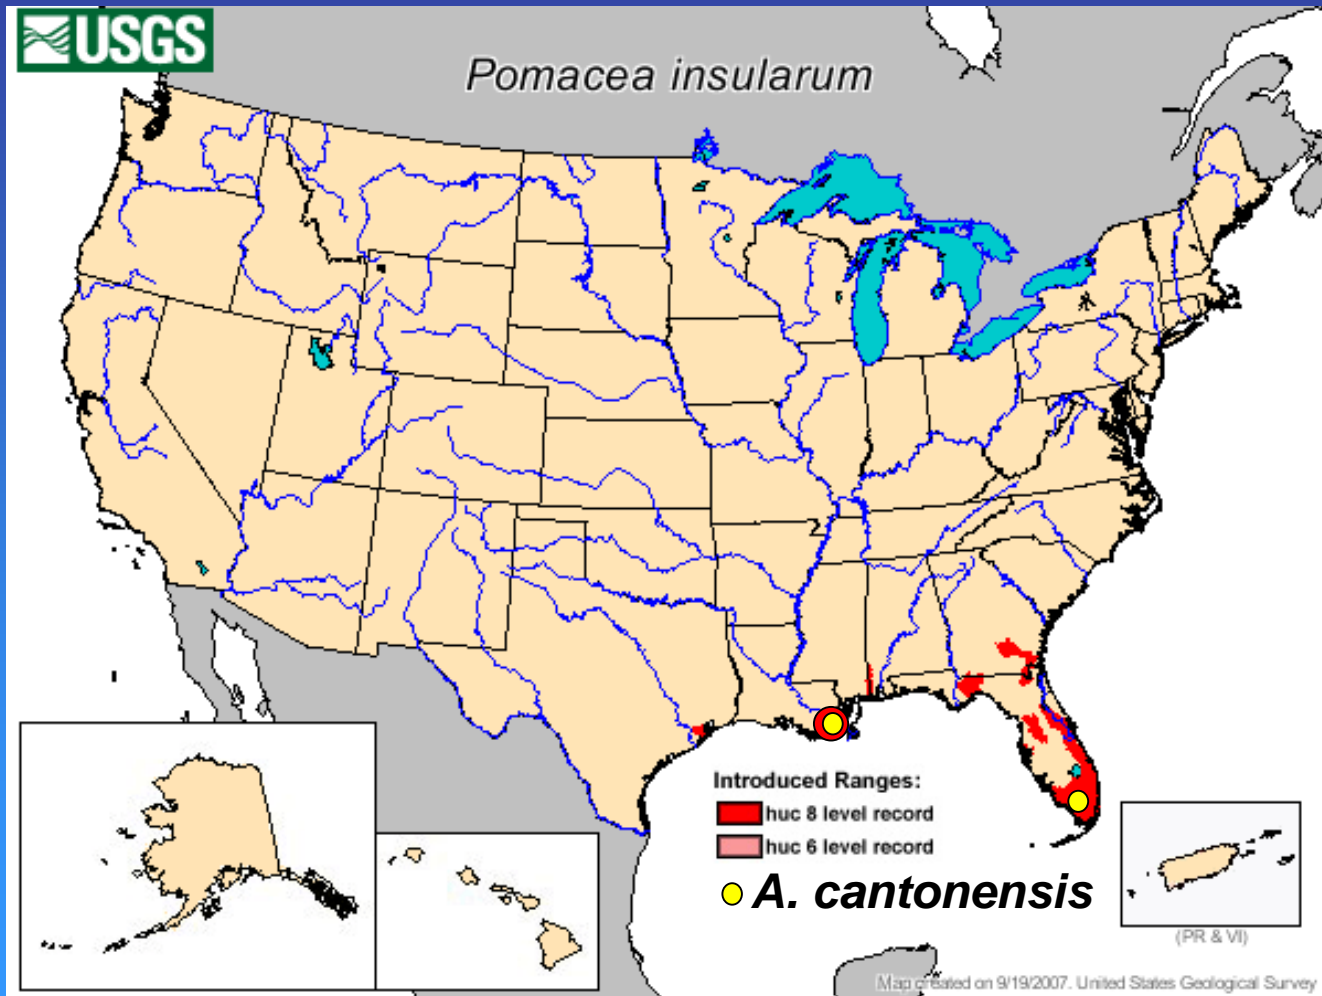 USGS
Pomacea insularum
Introduced Ranges:
huc 8 level record
huc 6 level record
A. cantonensis
(PR & VI)
Map created on 9/19/2007. United States Geological Survey